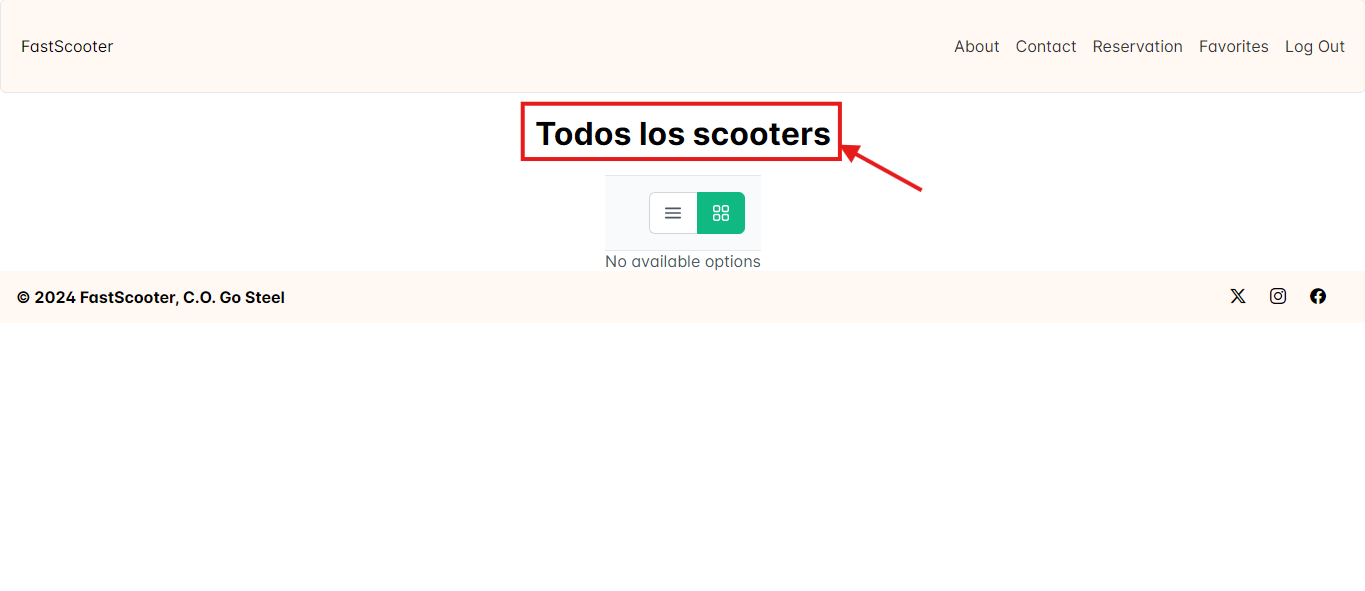 FastScooter
About Contact Reservation Favorites Log Out
Todos los scooters
No available options
© 2024 FastScooter, C.O. Go Steel